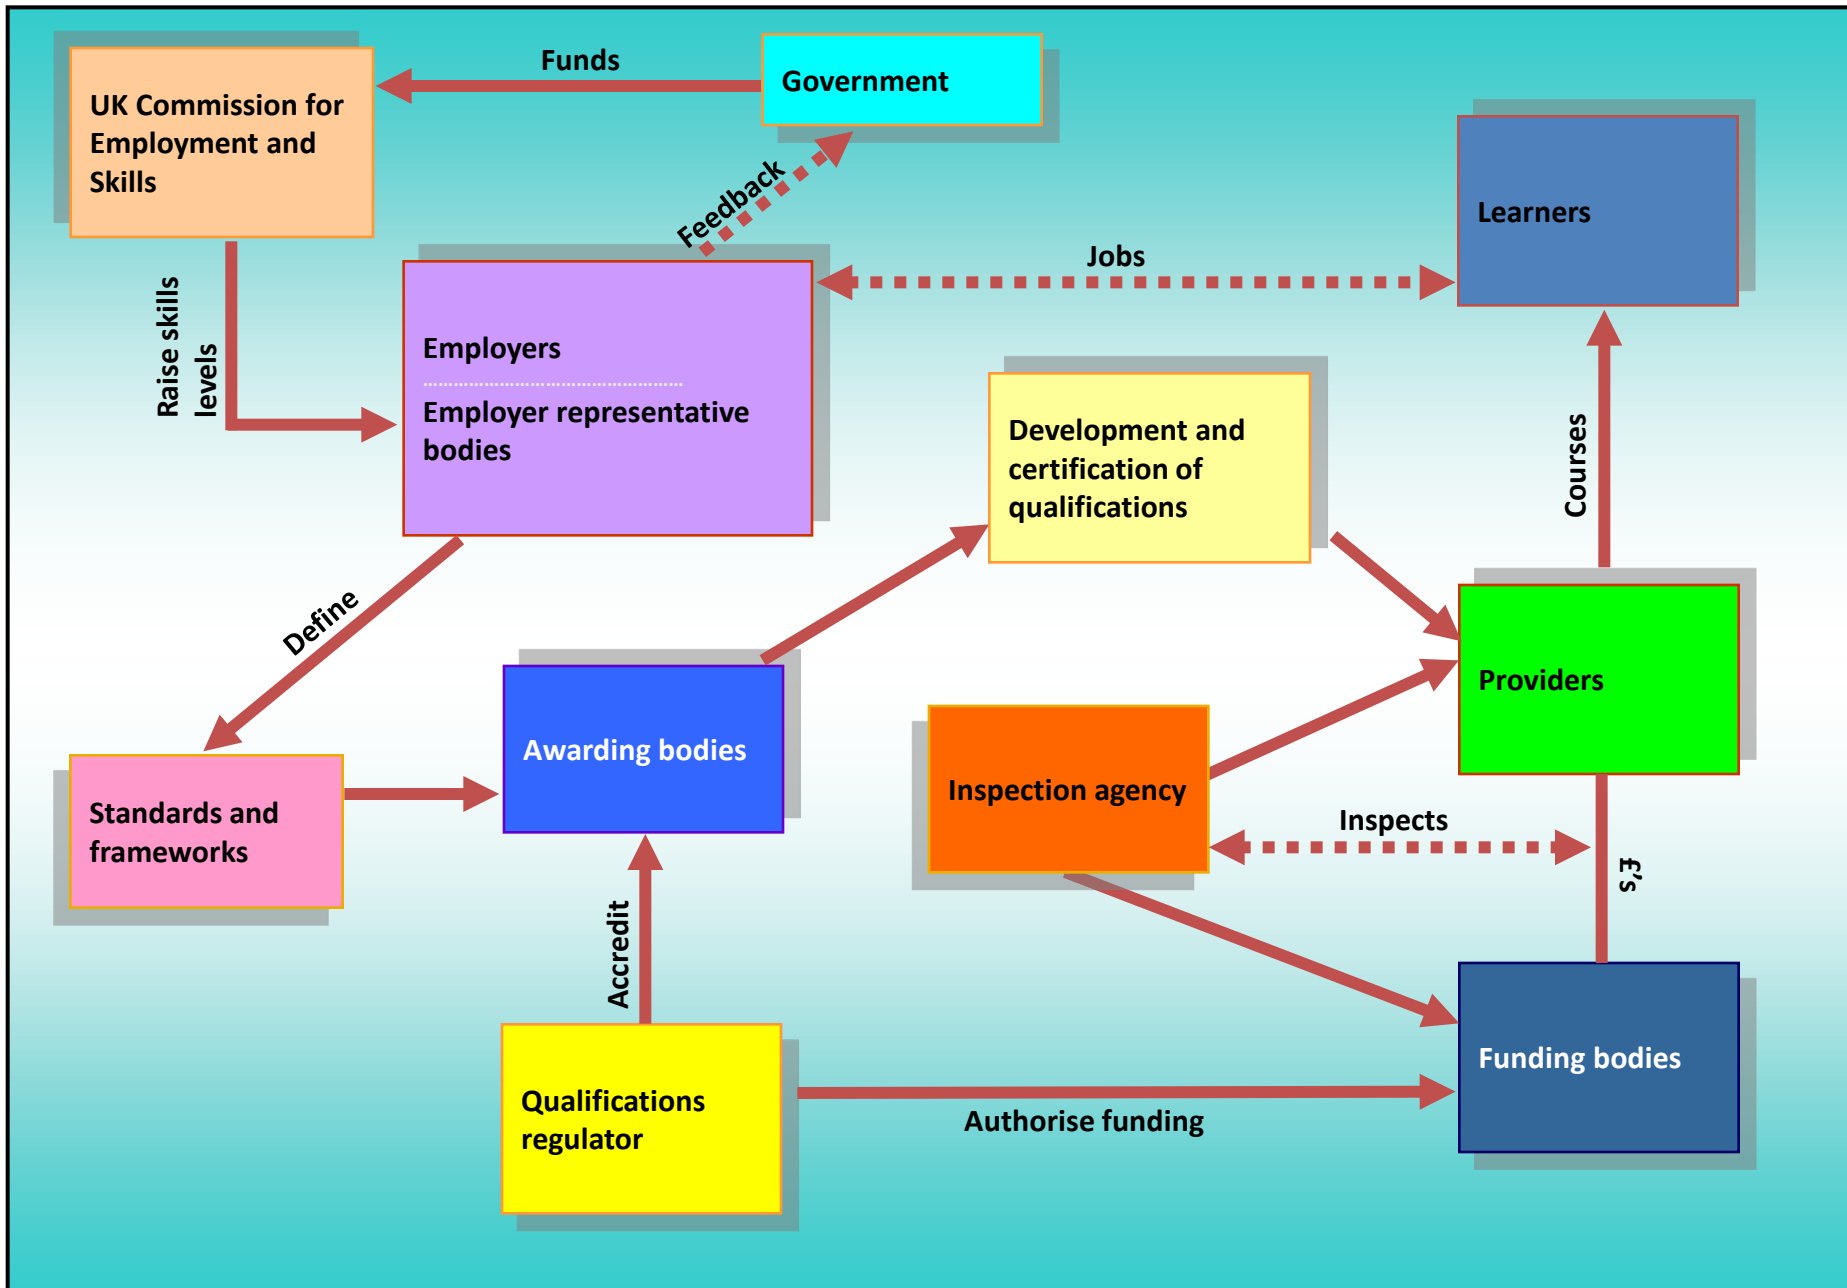 Funds
Government
UK Commission for
Employment and
Skills
Learners
Feedback
Jobs
Raise skills
levels
Employers
Employer representative
bodies
Development and
certification of
qualifications
Courses
Define
Providers
Awarding bodies
Inspection agency
Standards and
frameworks
Inspects
£'s
Accredit
Funding bodies
Qualifications
regulator
Authorise funding